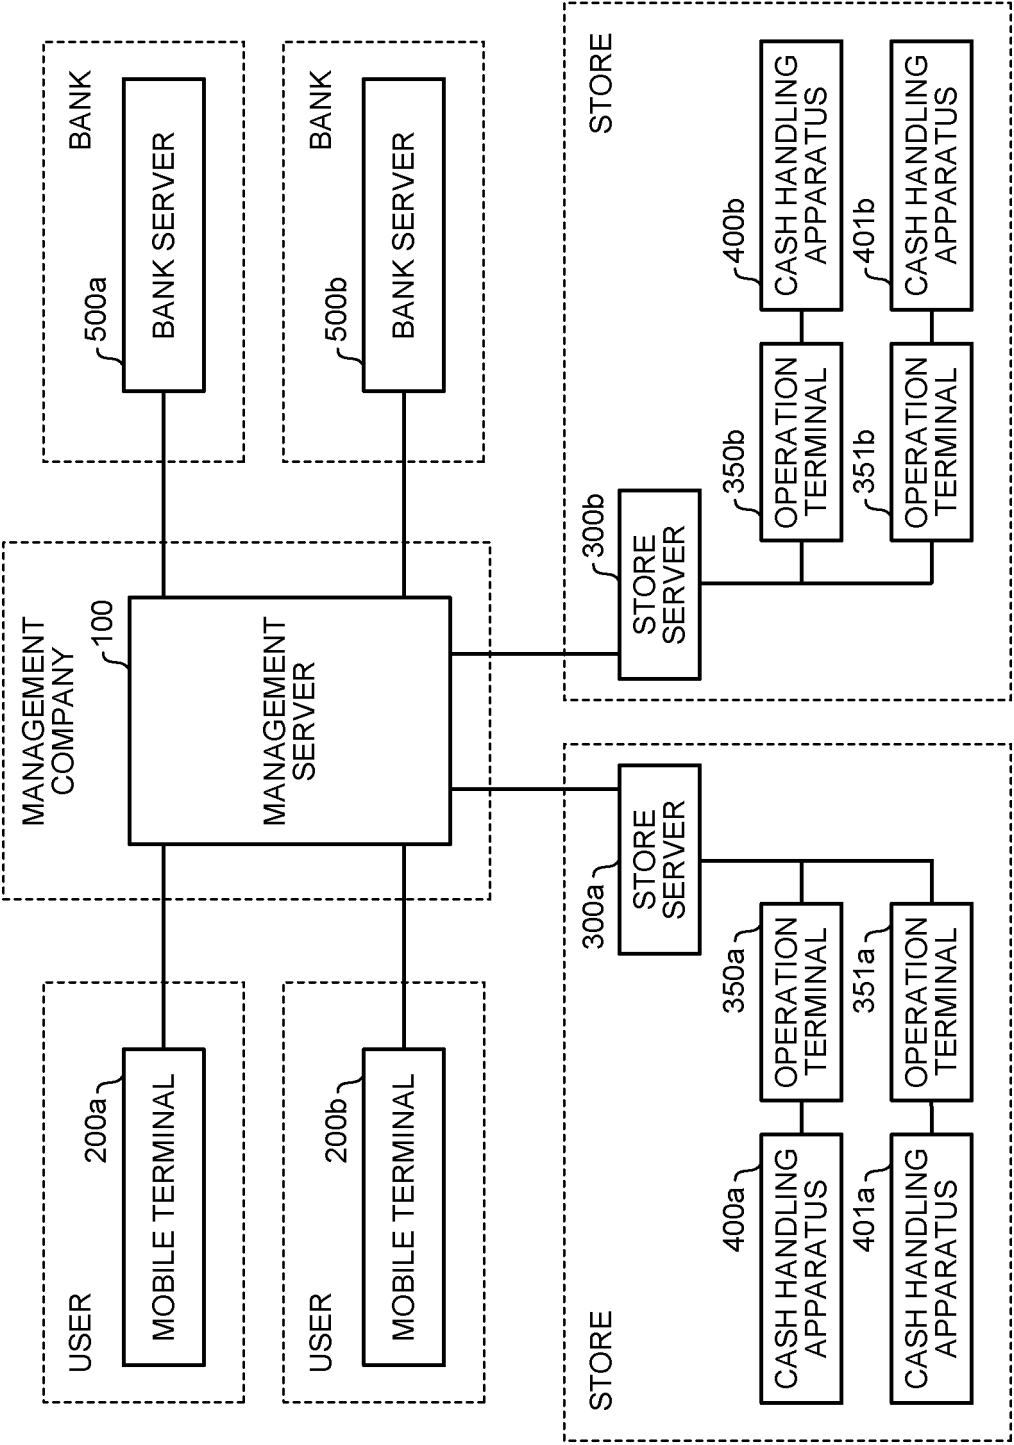 MANAGEMENT
COMPANY
100
MANAGEMENT
SERVER
USER
200a
MOBILE TERMINAL
USER
200b
MOBILE TERMINAL
BANK
500a
BANK SERVER
BANK
500b
BANK SERVER
STORE
300a
STORE
SERVER
400a
CASH HANDLING
APPARATUS
350a
OPERATION
TERMINAL
401a
CASH HANDLING
APPARATUS
351a
OPERATION
TERMINAL
STORE
300b
STORE
SERVER
350b
OPERATION
TERMINAL
400b
CASH HANDLING
APPARATUS
351b
OPERATION
TERMINAL
401b
CASH HANDLING
APPARATUS